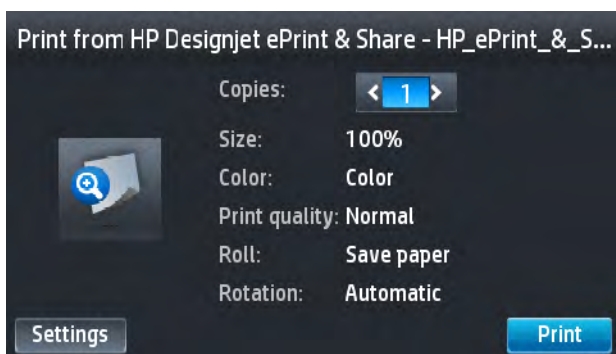 Print from HP Designjet ePrint & Share - HP_ePrint_&_S...
Copies: < 1 >
Size: 100%
Color: Color
Print quality: Normal
Roll: Save paper
Rotation: Automatic
Settings Print